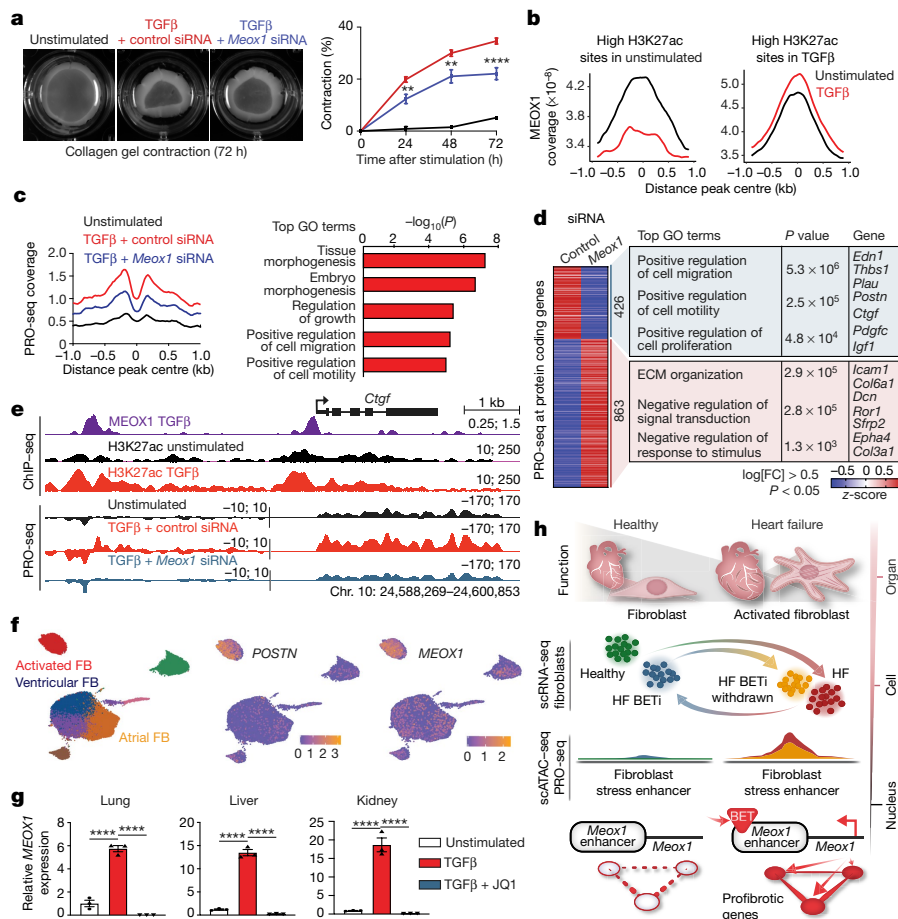 a
Unstimulated
TGFβ
+ control siRNA
TGFβ
+ Meox1 siRNA
Collagen gel contraction (72 h)
Contraction (%)
40
20
0
**
**
****
0 24 48 72
Time after stimulation (h)
b
High H3K27ac
sites in unstimulated
High H3K27ac
sites in TGFβ
Unstimulated
TGFβ
MEOX1
coverage (×10⁻⁸)
4.2
3.6
3.4
5.0
4.5
4.0
3.5
−1.0 0 1.0
−1.0 0 1.0
Distance peak centre (kb)
c
Unstimulated
TGFβ + control siRNA
TGFβ + Meox1 siRNA
PRO-seq coverage
2.0
1.5
1.0
0.5
0
−1.0 −0.5 0 0.5 1.0
Distance peak centre (kb)
Top GO terms
−log₁₀(P)
0 2 4 6 8
Tissue
morphogenesis
Embryo
morphogenesis
Regulation
of growth
Positive regulation
of cell migration
Positive regulation
of cell motility
d
siRNA
Control
Meox1
PRO-seq at protein coding genes
426
863
Top GO terms
P value
Gene
Positive regulation
of cell migration
5.3 × 10⁶
Positive regulation
of cell motility
2.5 × 10⁵
Positive regulation of
cell proliferation
4.8 × 10⁴
Edn1
Thbs1
Plau
Postn
Ctgf
Pdgfc
Igf1
ECM organization
2.9 × 10⁵
Negative regulation of
signal transduction
2.8 × 10⁵
Negative regulation of
response to stimulus
1.3 × 10³
Icam1
Col6a1
Dcn
Ror1
Sfrp2
Epha4
Col3a1
log[FC] > 0.5
P < 0.05
−0.5 0 0.5
z-score
e
Ctgf
1 kb
ChIP–seq
MEOX1 TGFβ
0.25; 1.5
H3K27ac unstimulated
10; 250
H3K27ac TGFβ
10; 250
PRO-seq
Unstimulated
−10; 10
−170; 170
TGFβ + control siRNA
−10; 10
−170; 170
TGFβ + Meox1 siRNA
−10; 10
−170; 170
Chr. 10: 24,588,269–24,600,853
f
Activated FB
Ventricular FB
Atrial FB
POSTN
0 1 2 3
MEOX1
0 1 2
g
Relative MEOX1
expression
Lung
8
6
4
2
0
**** ****
Liver
20
15
10
5
0
**** ****
Kidney
25
20
15
10
5
0
**** ****
Unstimulated
TGFβ
TGFβ + JQ1
h
Healthy
Heart failure
Function
Organ
Fibroblast
Activated fibroblast
scRNA-seq
fibroblasts
Cell
Healthy
HF BETi
HF BETi
withdrawn
HF
scATAC–seq
PRO-seq
Fibroblast
stress enhancer
Fibroblast
stress enhancer
Nucleus
Meox1
enhancer
Meox1
BET
Meox1
enhancer
Meox1
Profibrotic
genes